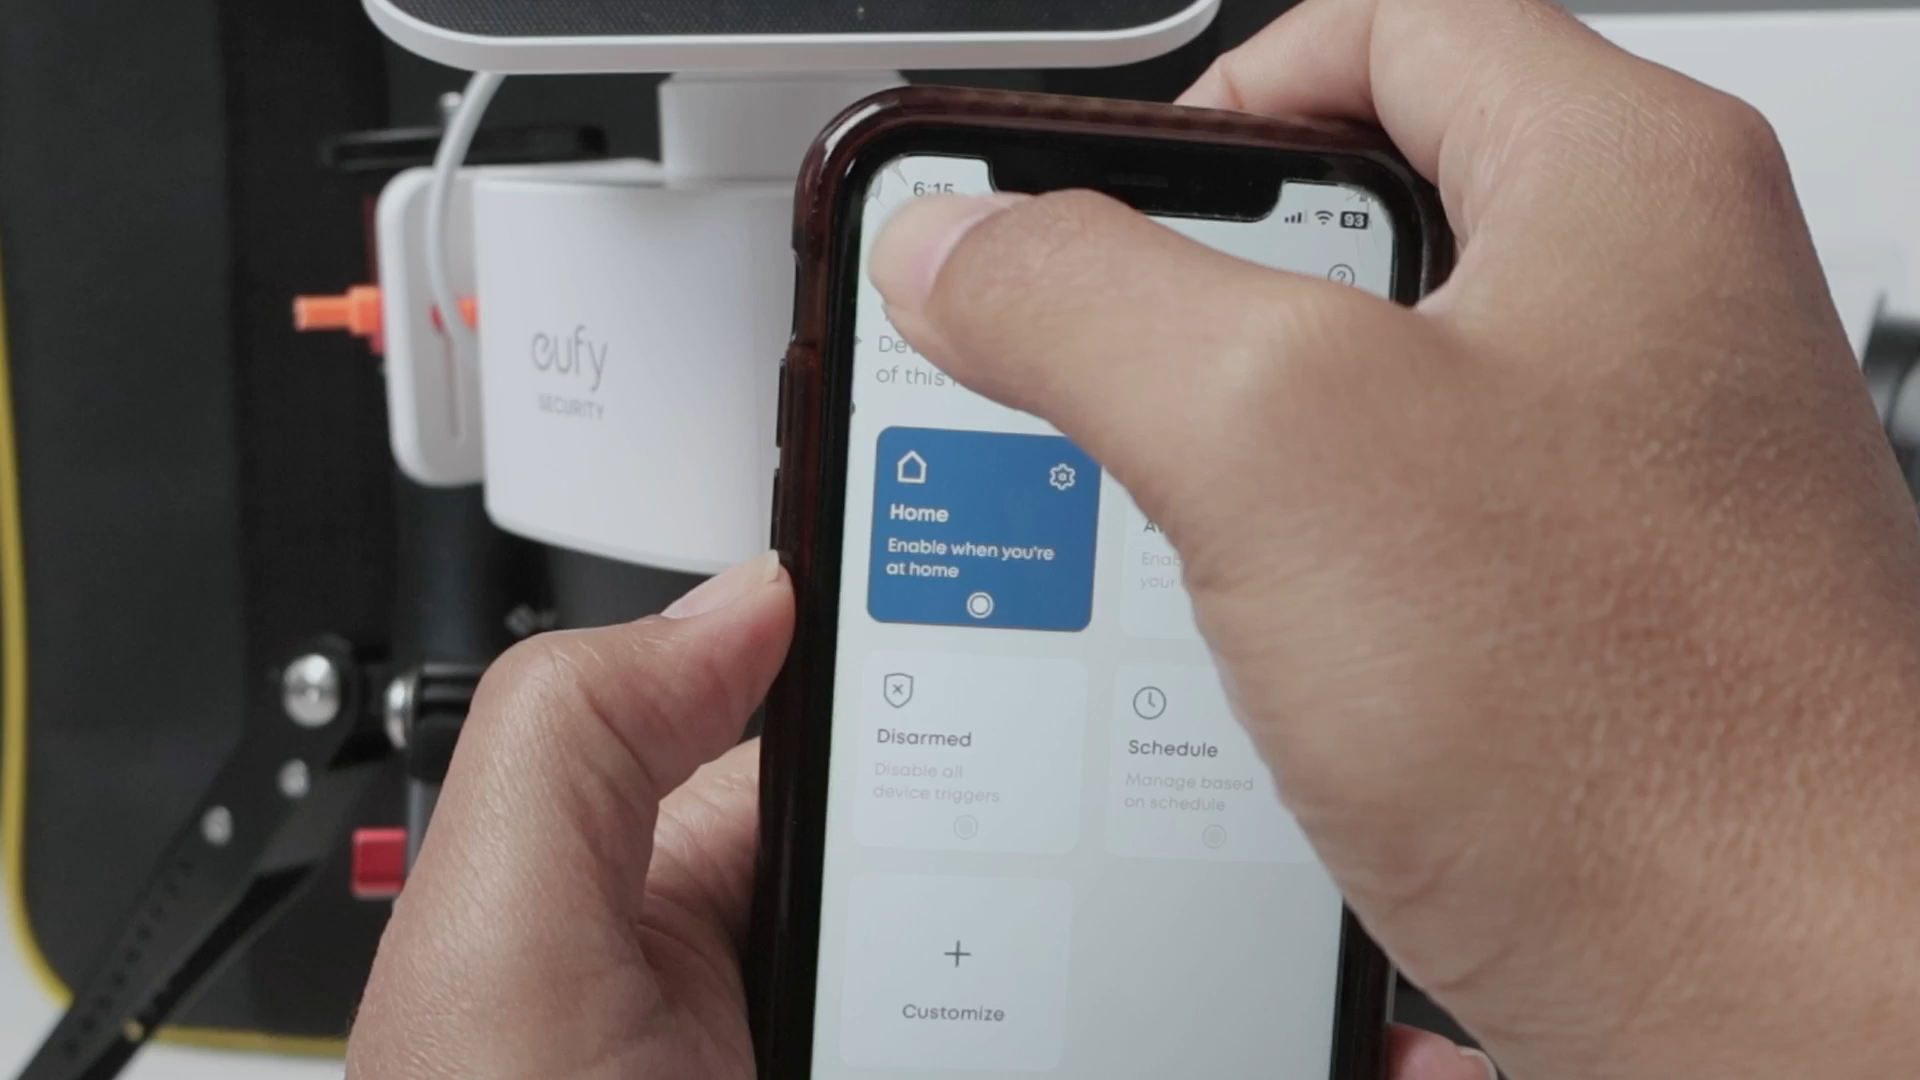 eufy
SECURITY
6:15
93
?
of this
Home
Enable when you're
at home
Disarmed
Disable all
device triggers
Schedule
Manage based
on schedule
your
Customize